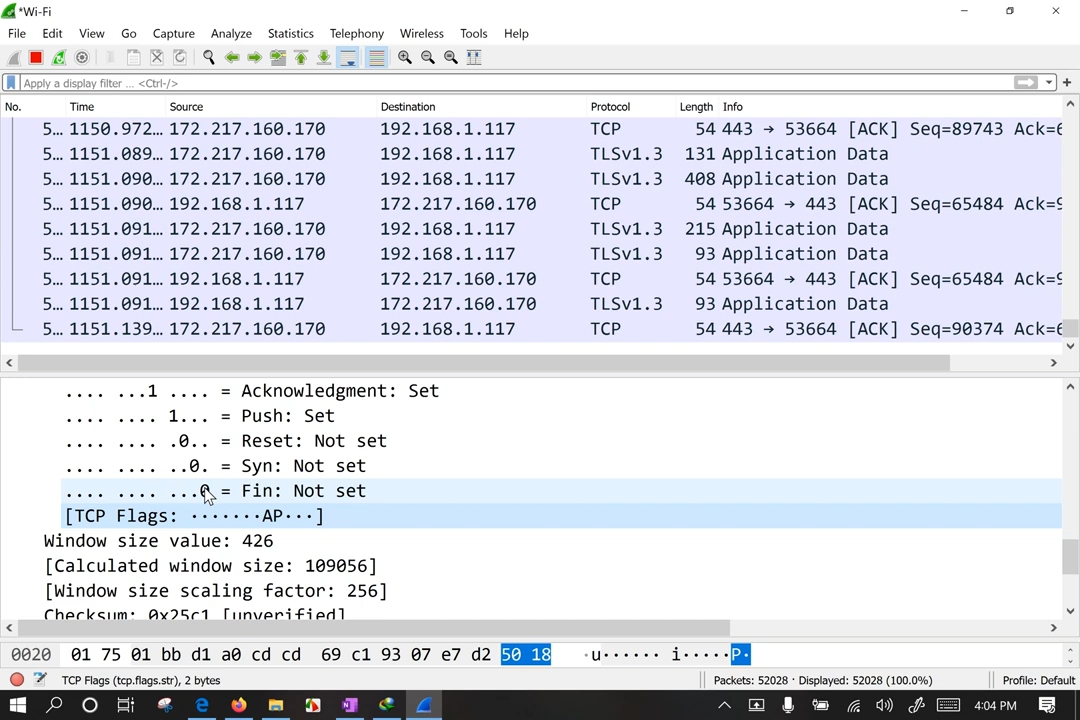 *Wi-Fi
File Edit View Go Capture Analyze Statistics Telephony Wireless Tools Help
Apply a display filter ... <Ctrl-/>
No. Time Source Destination Protocol Length Info
5… 1150.972… 172.217.160.170 192.168.1.117 TCP 54 443 → 53664 [ACK] Seq=89743 Ack=6
5… 1151.089… 172.217.160.170 192.168.1.117 TLSv1.3 131 Application Data
5… 1151.090… 172.217.160.170 192.168.1.117 TLSv1.3 408 Application Data
5… 1151.090… 192.168.1.117 172.217.160.170 TCP 54 53664 → 443 [ACK] Seq=65484 Ack=9
5… 1151.091… 172.217.160.170 192.168.1.117 TLSv1.3 215 Application Data
5… 1151.091… 172.217.160.170 192.168.1.117 TLSv1.3 93 Application Data
5… 1151.091… 192.168.1.117 172.217.160.170 TCP 54 53664 → 443 [ACK] Seq=65484 Ack=9
5… 1151.091… 192.168.1.117 172.217.160.170 TLSv1.3 93 Application Data
5… 1151.139… 172.217.160.170 192.168.1.117 TCP 54 443 → 53664 [ACK] Seq=90374 Ack=6
.... ...1 .... = Acknowledgment: Set
.... .... 1... = Push: Set
.... .... .0.. = Reset: Not set
.... .... ..0. = Syn: Not set
.... .... ...0 = Fin: Not set
[TCP Flags: ·······AP···]
Window size value: 426
[Calculated window size: 109056]
[Window size scaling factor: 256]
Checksum: 0x25c1 [unverified]
0020 01 75 01 bb d1 a0 cd cd 69 c1 93 07 e7 d2 50 18 ·u······ i·····P·
TCP Flags (tcp.flags.str), 2 bytes Packets: 52028 · Displayed: 52028 (100.0%) Profile: Default
4:04 PM